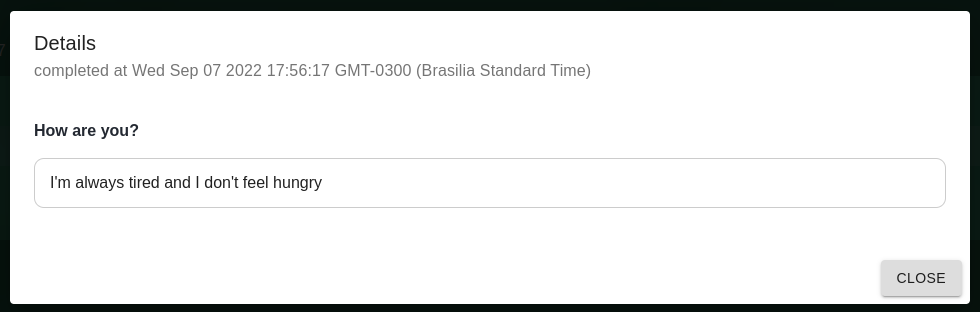 Details
completed at Wed Sep 07 2022 17:56:17 GMT-0300 (Brasilia Standard Time)
How are you?
I'm always tired and I don't feel hungry
CLOSE